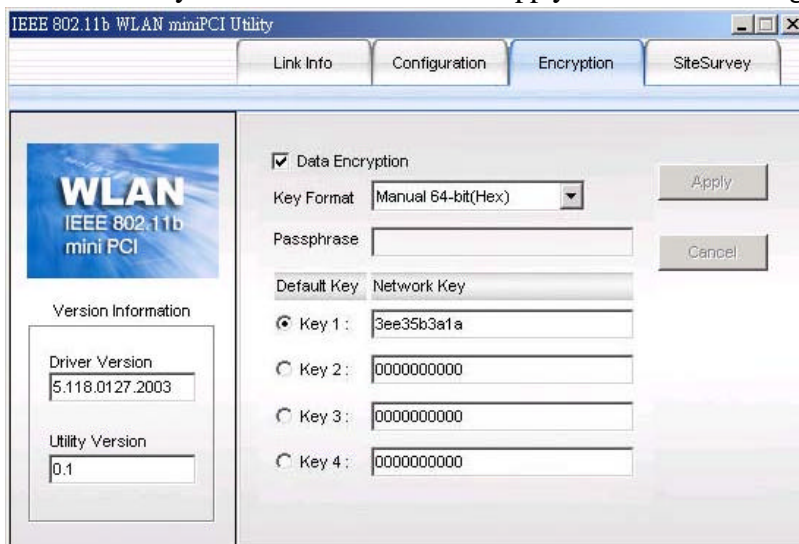 IEEE 802.11b WLAN miniPCI Utility
Link Info Configuration Encryption SiteSurvey
WLAN
IEEE 802.11b
mini PCI
Version Information
Driver Version
5.118.0127.2003
Utility Version
0.1
Data Encryption
Key Format Manual 64-bit(Hex)
Passphrase
Default Key Network Key
Key 1 : 3ee35b3a1a
Key 2 : 0000000000
Key 3 : 0000000000
Key 4 : 0000000000
Apply
Cancel